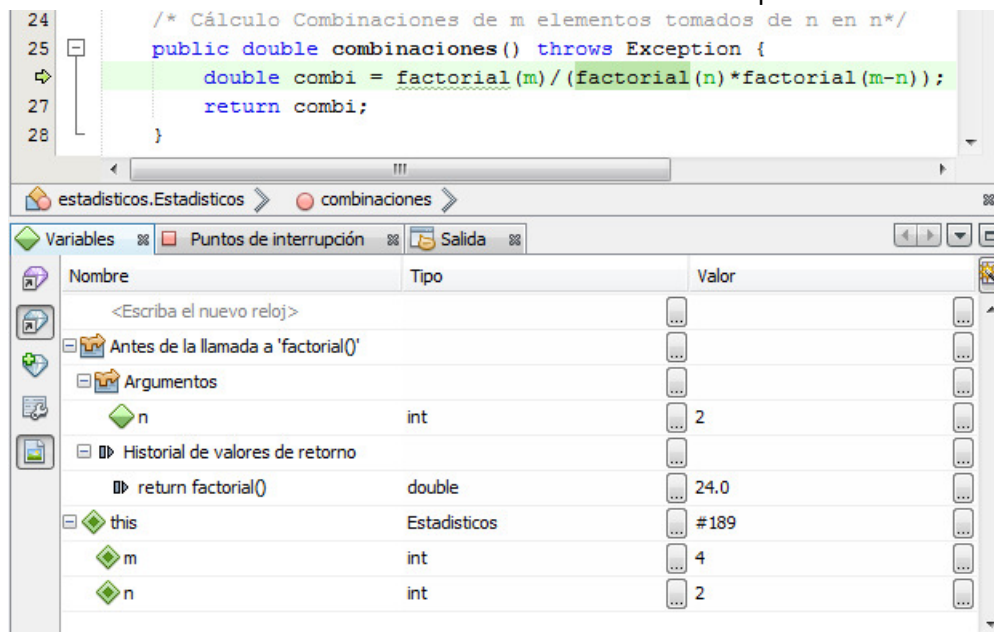 24 /* Cálculo Combinaciones de m elementos tomados de n en n*/
25 public double combinaciones() throws Exception {
double combi = factorial(m)/(factorial(n)*factorial(m-n));
27 return combi;
28 }
estadisticos.Estadisticos combinaciones
Variables Puntos de interrupción Salida
Nombre Tipo Valor
<Escriba el nuevo reloj>
Antes de la llamada a 'factorial()'
Argumentos
n int ... 2
Historial de valores de retorno
return factorial() double ... 24.0
this Estadisticos ... #189
m int ... 4
n int ... 2